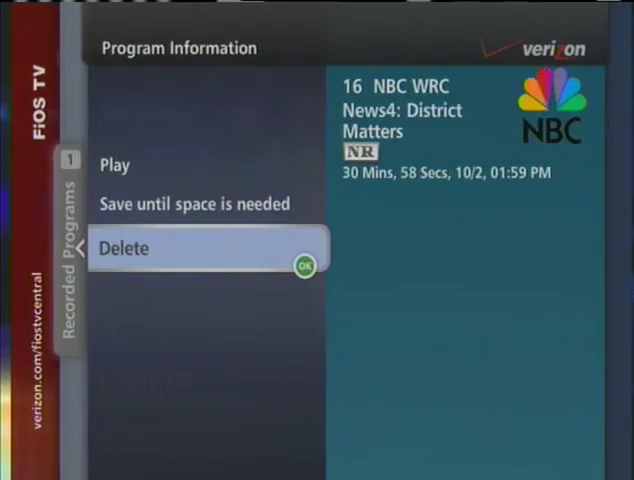 Program Information
verizon
FiOS TV
16 NBC WRC
News4: District
Matters
NR
30 Mins, 58 Secs, 10/2, 01:59 PM
NBC
1
Recorded Programs
Play
Save until space is needed
Delete
OK
verizon.com/fiostvcentral